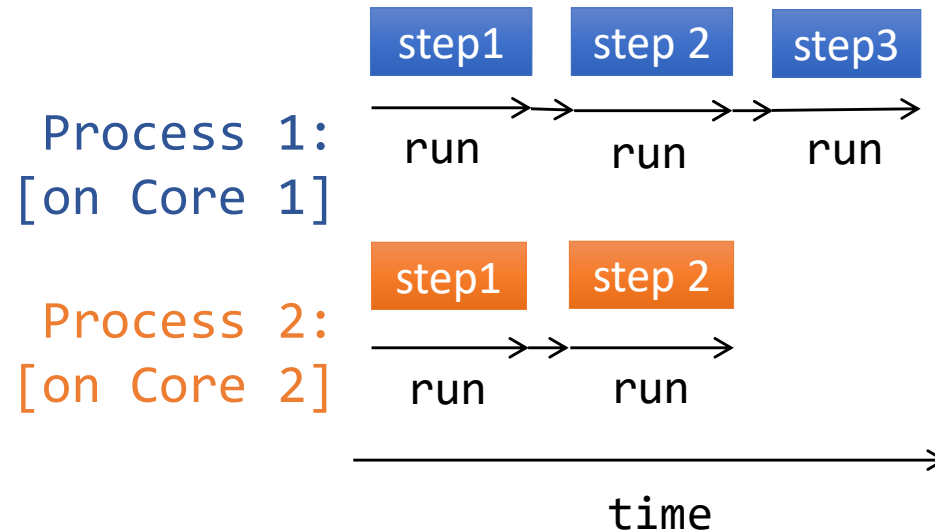 step1 step 2 step3
Process 1:
[on Core 1]
run run run
step1 step 2
Process 2:
[on Core 2]
run run
time